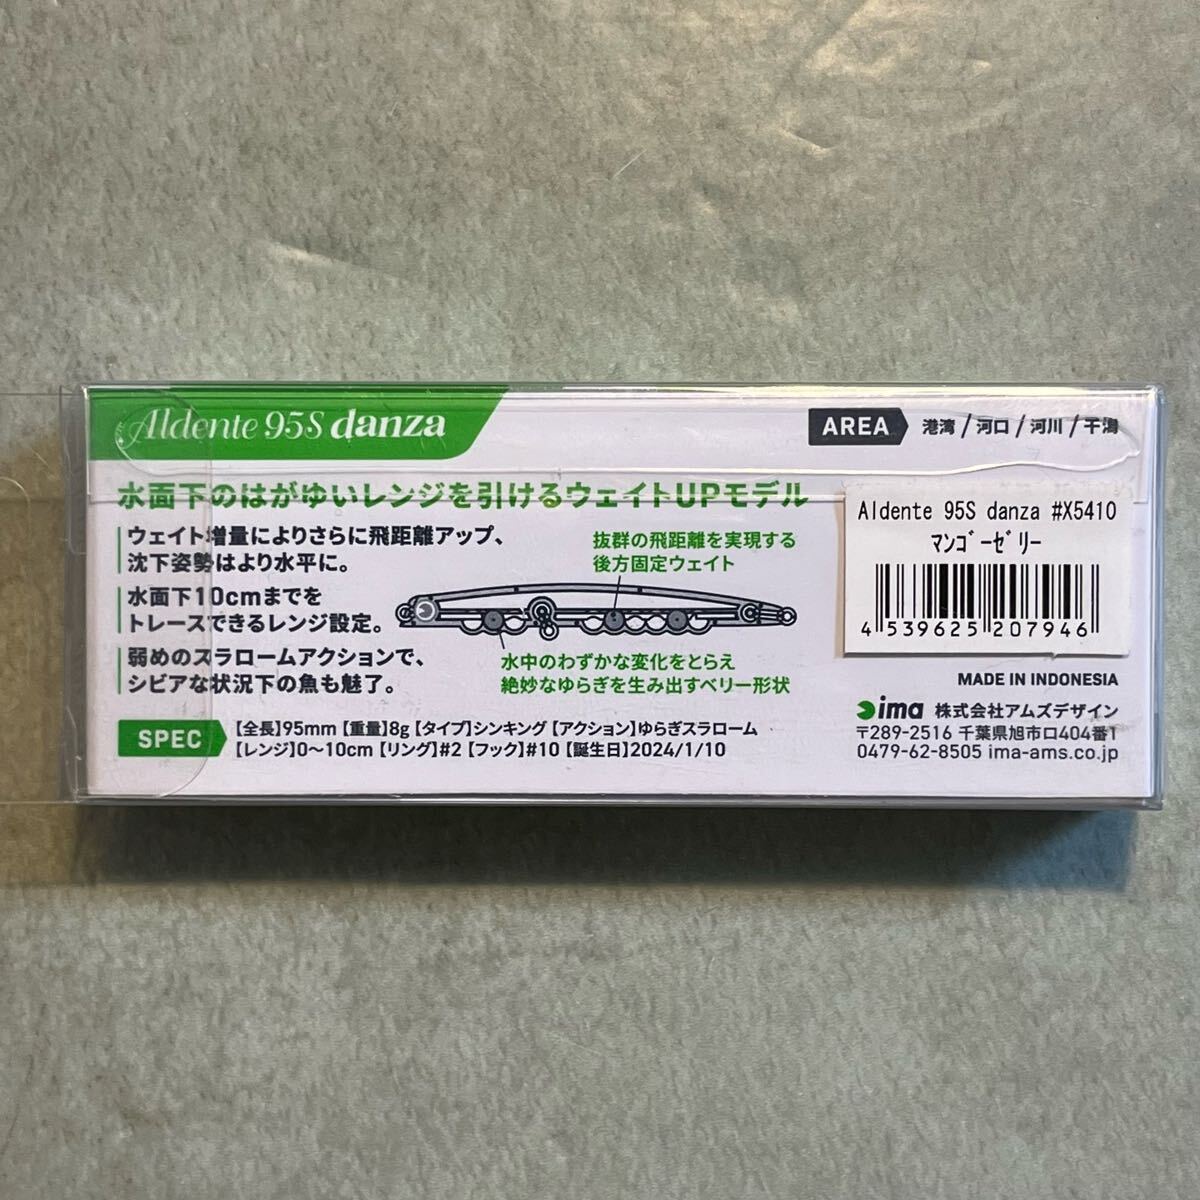 Aldente 95S danza
AREA 港湾/河口/河川/干潟
水面下のはがゆいレンジを引けるウェイトUPモデル
ウェイト増量によりさらに飛距離アップ、
沈下姿勢はより水平に。
水面下10cmまでを
トレースできるレンジ設定。
弱めのスラロームアクションで、
シビアな状況下の魚も魅了。
抜群の飛距離を実現する
後方固定ウェイト
水中のわずかな変化をとらえ
絶妙なゆらぎを生み出すベリー形状
Aldente 95S danza #X5410
ﾏﾝｺﾞｰｾﾞﾘｰ
4 539625 207946
MADE IN INDONESIA
ima 株式会社アムズデザイン
〒289-2516 千葉県旭市ロ404番1
0479-62-8505 ima-ams.co.jp
SPEC
【全長】95mm【重量】8g【タイプ】シンキング【アクション】ゆらぎスラローム
【レンジ】0〜10cm【リング】#2【フック】#10【誕生日】2024/1/10